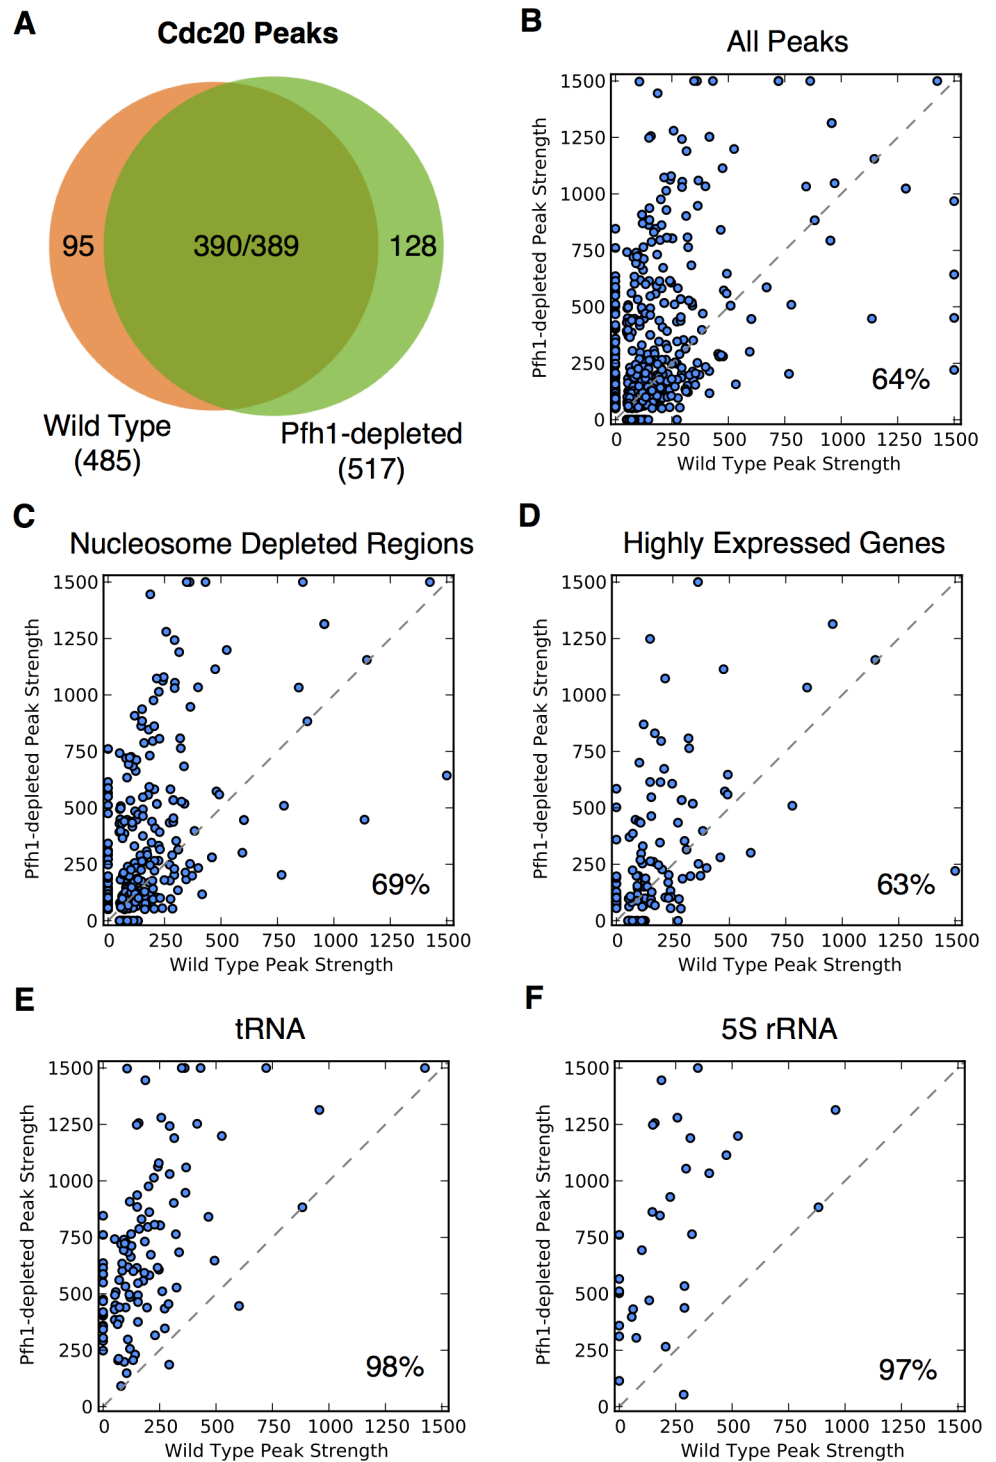 A
Cdc20 Peaks
95
390/389
128
Wild Type
(485)
Pfh1-depleted
(517)
B
All Peaks
Pfh1-depleted Peak Strength
1500
1250
1000
750
500
250
0
64%
0 250 500 750 1000 1250 1500
Wild Type Peak Strength
C
Nucleosome Depleted Regions
Pfh1-depleted Peak Strength
1500
1250
1000
750
500
250
0
69%
0 250 500 750 1000 1250 1500
Wild Type Peak Strength
D
Highly Expressed Genes
Pfh1-depleted Peak Strength
1500
1250
1000
750
500
250
0
63%
0 250 500 750 1000 1250 1500
Wild Type Peak Strength
E
tRNA
Pfh1-depleted Peak Strength
1500
1250
1000
750
500
250
0
98%
0 250 500 750 1000 1250 1500
Wild Type Peak Strength
F
5S rRNA
Pfh1-depleted Peak Strength
1500
1250
1000
750
500
250
0
97%
0 250 500 750 1000 1250 1500
Wild Type Peak Strength